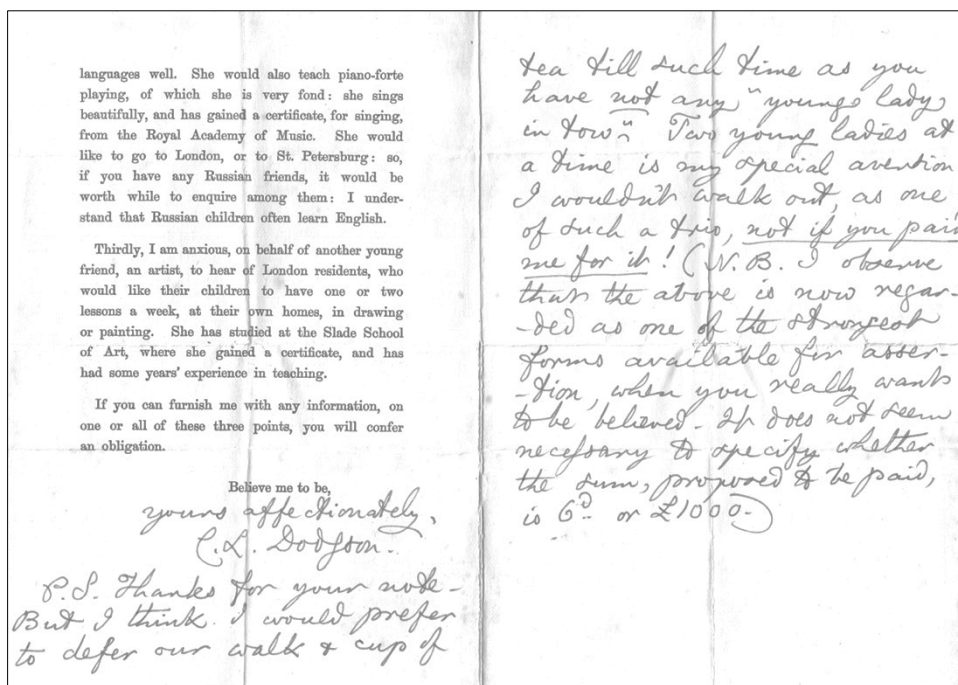 languages well. She would also teach piano-forte
playing, of which she is very fond: she sings
beautifully, and has gained a certificate, for singing,
from the Royal Academy of Music. She would
like to go to London, or to St. Petersburg: so,
if you have any Russian friends, it would be
worth while to enquire among them: I under-
stand that Russian children often learn English.
Thirdly, I am anxious, on behalf of another young
friend, an artist, to hear of London residents, who
would like their children to have one or two
lessons a week, at their own homes, in drawing
or painting. She has studied at the Slade School
of Art, where she gained a certificate, and has
had some years' experience in teaching.
If you can furnish me with any information, on
one or all of these three points, you will confer
an obligation.
Believe me to be,
yours affectionately,
C. L. Dodgson.
P.S. Thanks for your note-
But I think I would prefer
to defer our walk & cup of
tea till such time as you
have not any "young lady
in tow". Two young ladies at
a time is my special aversion
I wouldn't walk out, as one
of such a trio, not if you paid
me for it! (N.B. I observe
that the above is now regar-
-ded as one of the strongest
forms available for asser-
-tion, when you really want
to be believed. It does not seem
necessary to specify whether
the sum, proposed to be paid,
is 6d. or £1000.)